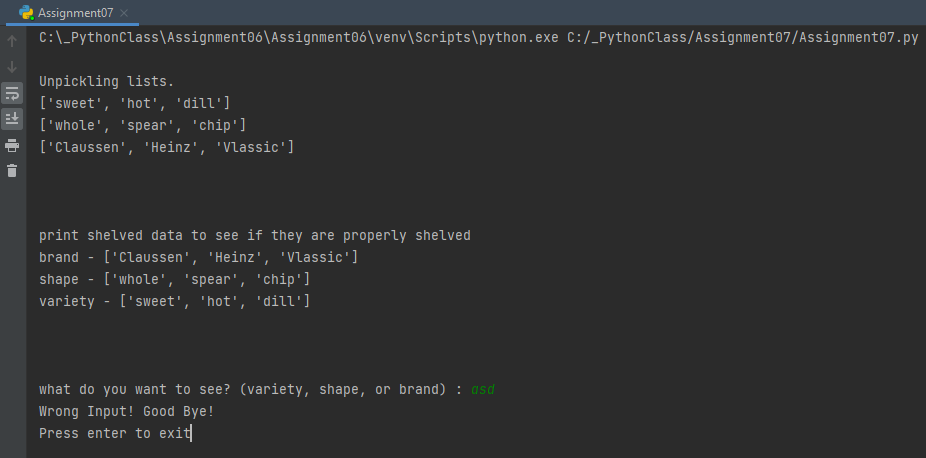 Assignment07
C:\_PythonClass\Assignment06\Assignment06\venv\Scripts\python.exe C:/_PythonClass/Assignment07/Assignment07.py
Unpickling lists.
['sweet', 'hot', 'dill']
['whole', 'spear', 'chip']
['Claussen', 'Heinz', 'Vlassic']
print shelved data to see if they are properly shelved
brand - ['Claussen', 'Heinz', 'Vlassic']
shape - ['whole', 'spear', 'chip']
variety - ['sweet', 'hot', 'dill']
what do you want to see? (variety, shape, or brand) : asd
Wrong Input! Good Bye!
Press enter to exit